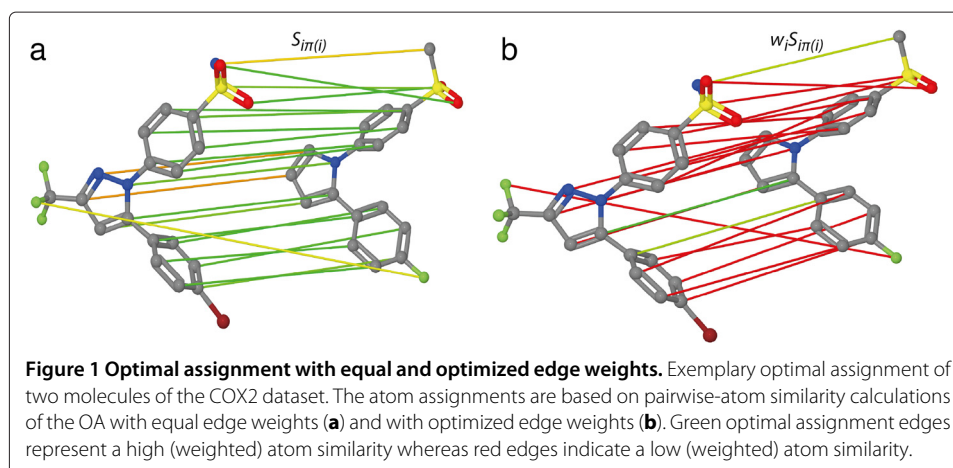 a
S_{iπ(i)}
b
w_iS_{iπ(i)}
Figure 1 Optimal assignment with equal and optimized edge weights. Exemplary optimal assignment of
two molecules of the COX2 dataset. The atom assignments are based on pairwise-atom similarity calculations
of the OA with equal edge weights (a) and with optimized edge weights (b). Green optimal assignment edges
represent a high (weighted) atom similarity whereas red edges indicate a low (weighted) atom similarity.